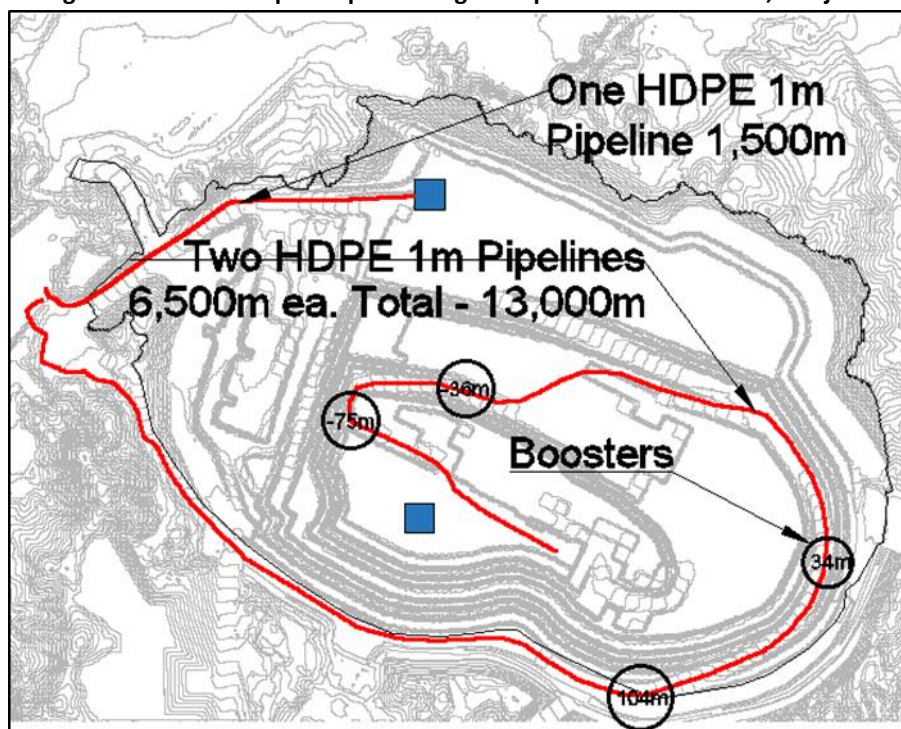 One HDPE 1m
Pipeline 1,500m
Two HDPE 1m Pipelines
6,500m ea. Total - 13,000m
-36m
-75m
Boosters
34m
104m